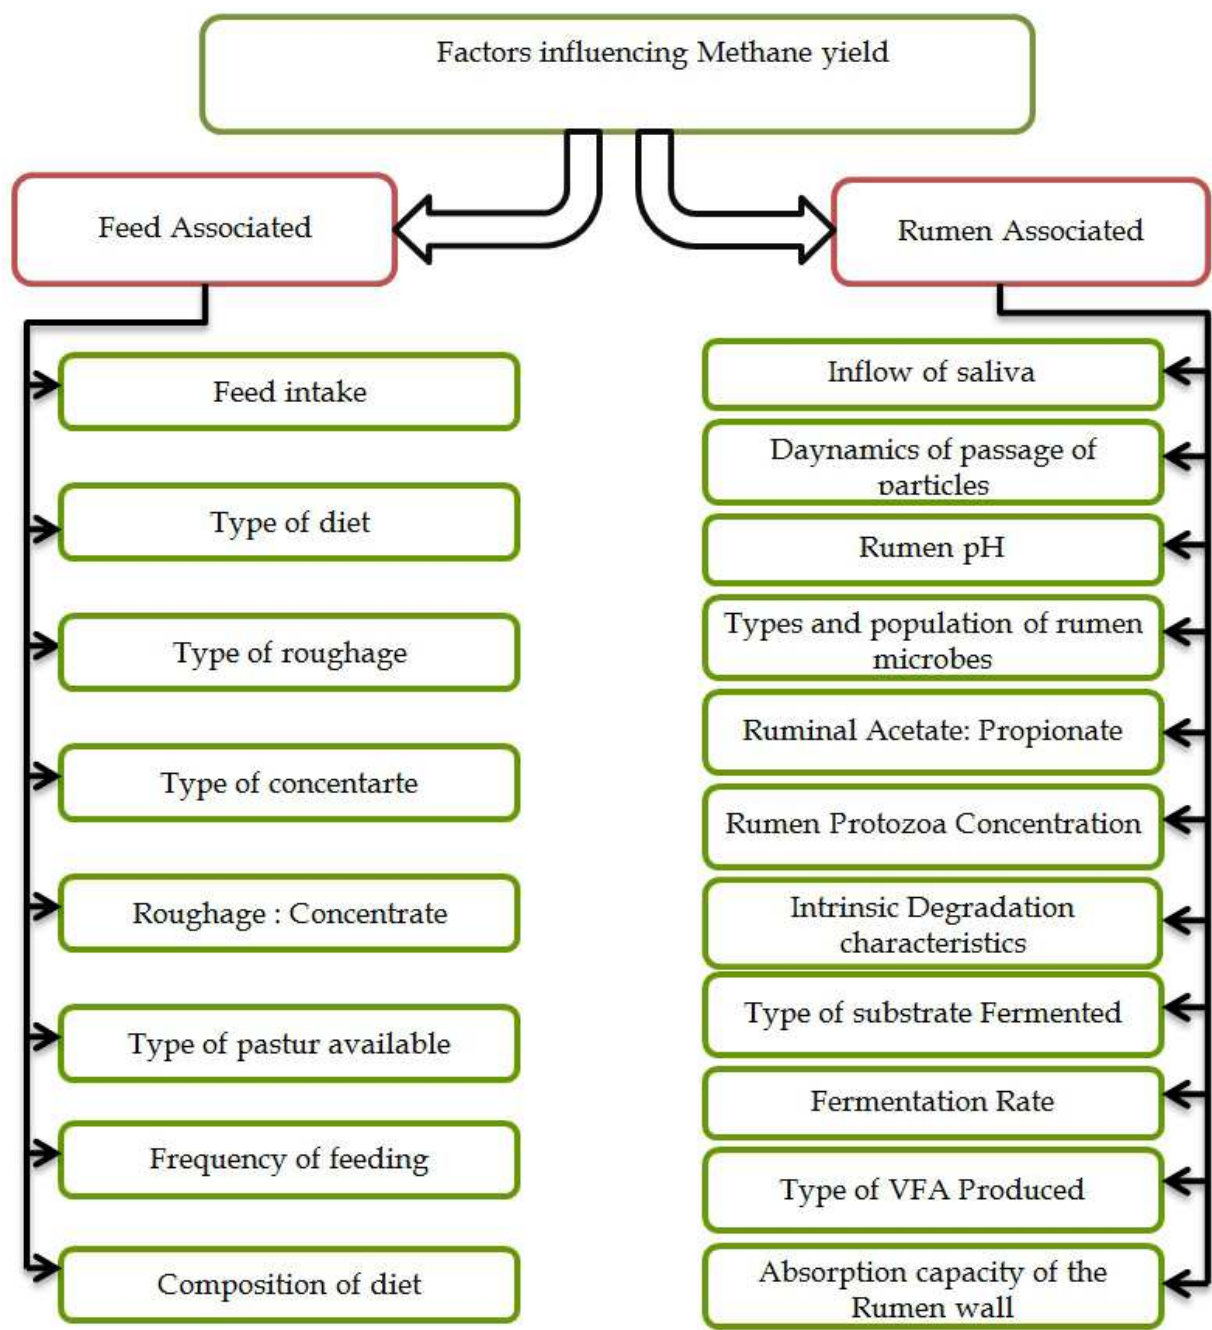 Factors influencing Methane yield
Feed Associated
Rumen Associated
Feed intake
Type of diet
Type of roughage
Type of concentarte
Roughage : Concentrate
Type of pastur available
Frequency of feeding
Composition of diet
Inflow of saliva
Daynamics of passage of
particles
Rumen pH
Types and population of rumen
microbes
Ruminal Acetate: Propionate
Rumen Protozoa Concentration
Intrinsic Degradation
characteristics
Type of substrate Fermented
Fermentation Rate
Type of VFA Produced
Absorption capacity of the
Rumen wall